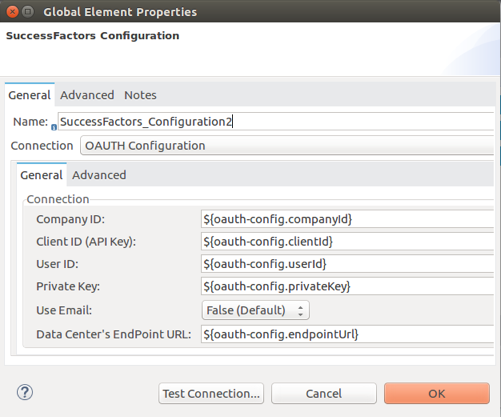 Global Element Properties
SuccessFactors Configuration
General Advanced Notes
Name: SuccessFactors_Configuration2
Connection OAUTH Configuration
General Advanced
Connection
Company ID: ${oauth-config.companyId}
Client ID (API Key): ${oauth-config.clientId}
User ID: ${oauth-config.userId}
Private Key: ${oauth-config.privateKey}
Use Email: False (Default)
Data Center's EndPoint URL: ${oauth-config.endpointUrl}
? Test Connection... Cancel OK